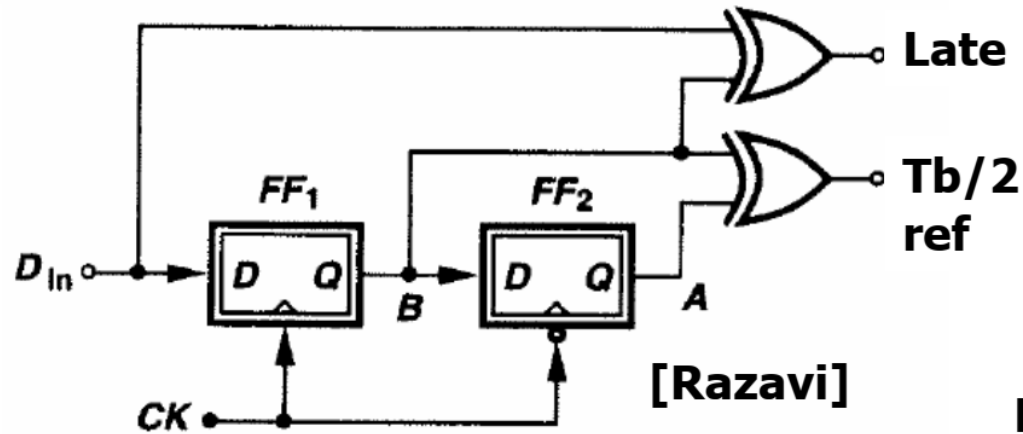 Late
Tb/2
ref
FF1
FF2
DIn
D
Q
B
D
Q
A
[Razavi]
CK